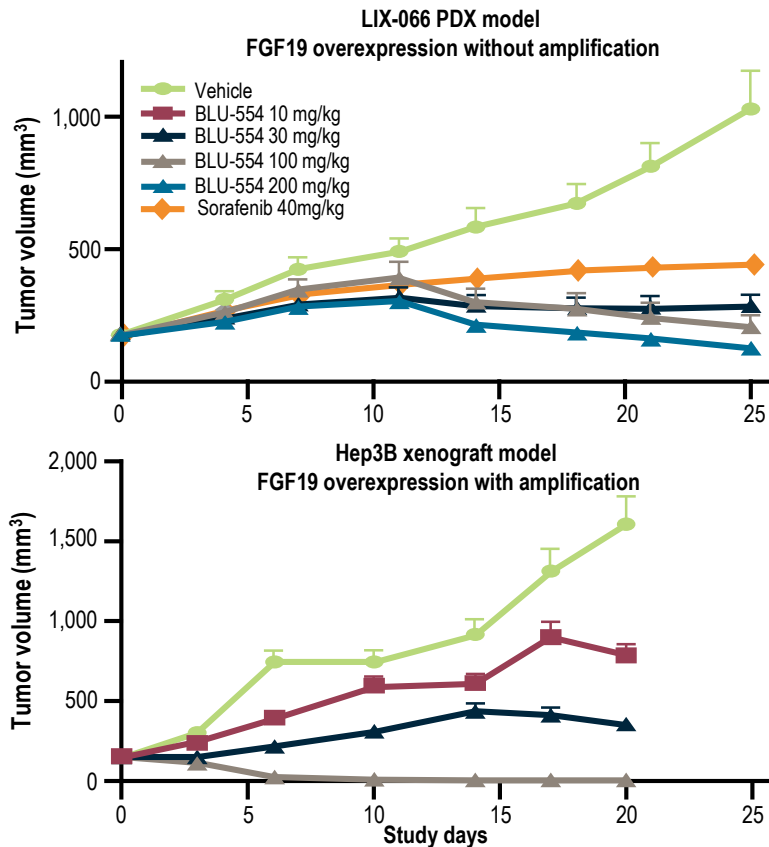 LIX-066 PDX model
FGF19 overexpression without amplification
Tumor volume (mm³)
1,000
500
0
Vehicle
BLU-554 10 mg/kg
BLU-554 30 mg/kg
BLU-554 100 mg/kg
BLU-554 200 mg/kg
Sorafenib 40mg/kg
0 5 10 15 20 25
Hep3B xenograft model
FGF19 overexpression with amplification
Tumor volume (mm³)
2,000
1,500
1,000
500
0
0 5 10 15 20 25
Study days